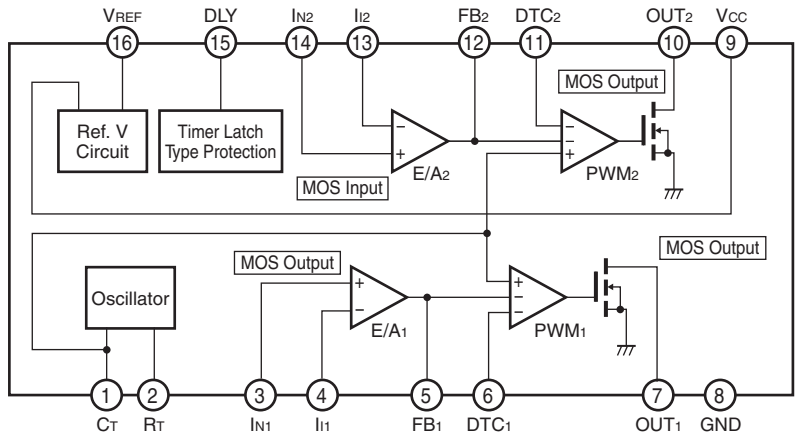 VREF DLY IN2 II2 FB2 DTC2 OUT2 VCC
16 15 14 13 12 11 10 9
MOS Output
Ref. V
Circuit
Timer Latch
Type Protection
−
+
−
−
+
E/A2
PWM2
MOS Input
MOS Output
MOS Output
Oscillator
+
−
+
−
−
E/A1
PWM1
1 2 3 4 5 6 7 8
CT RT IN1 II1 FB1 DTC1 OUT1 GND